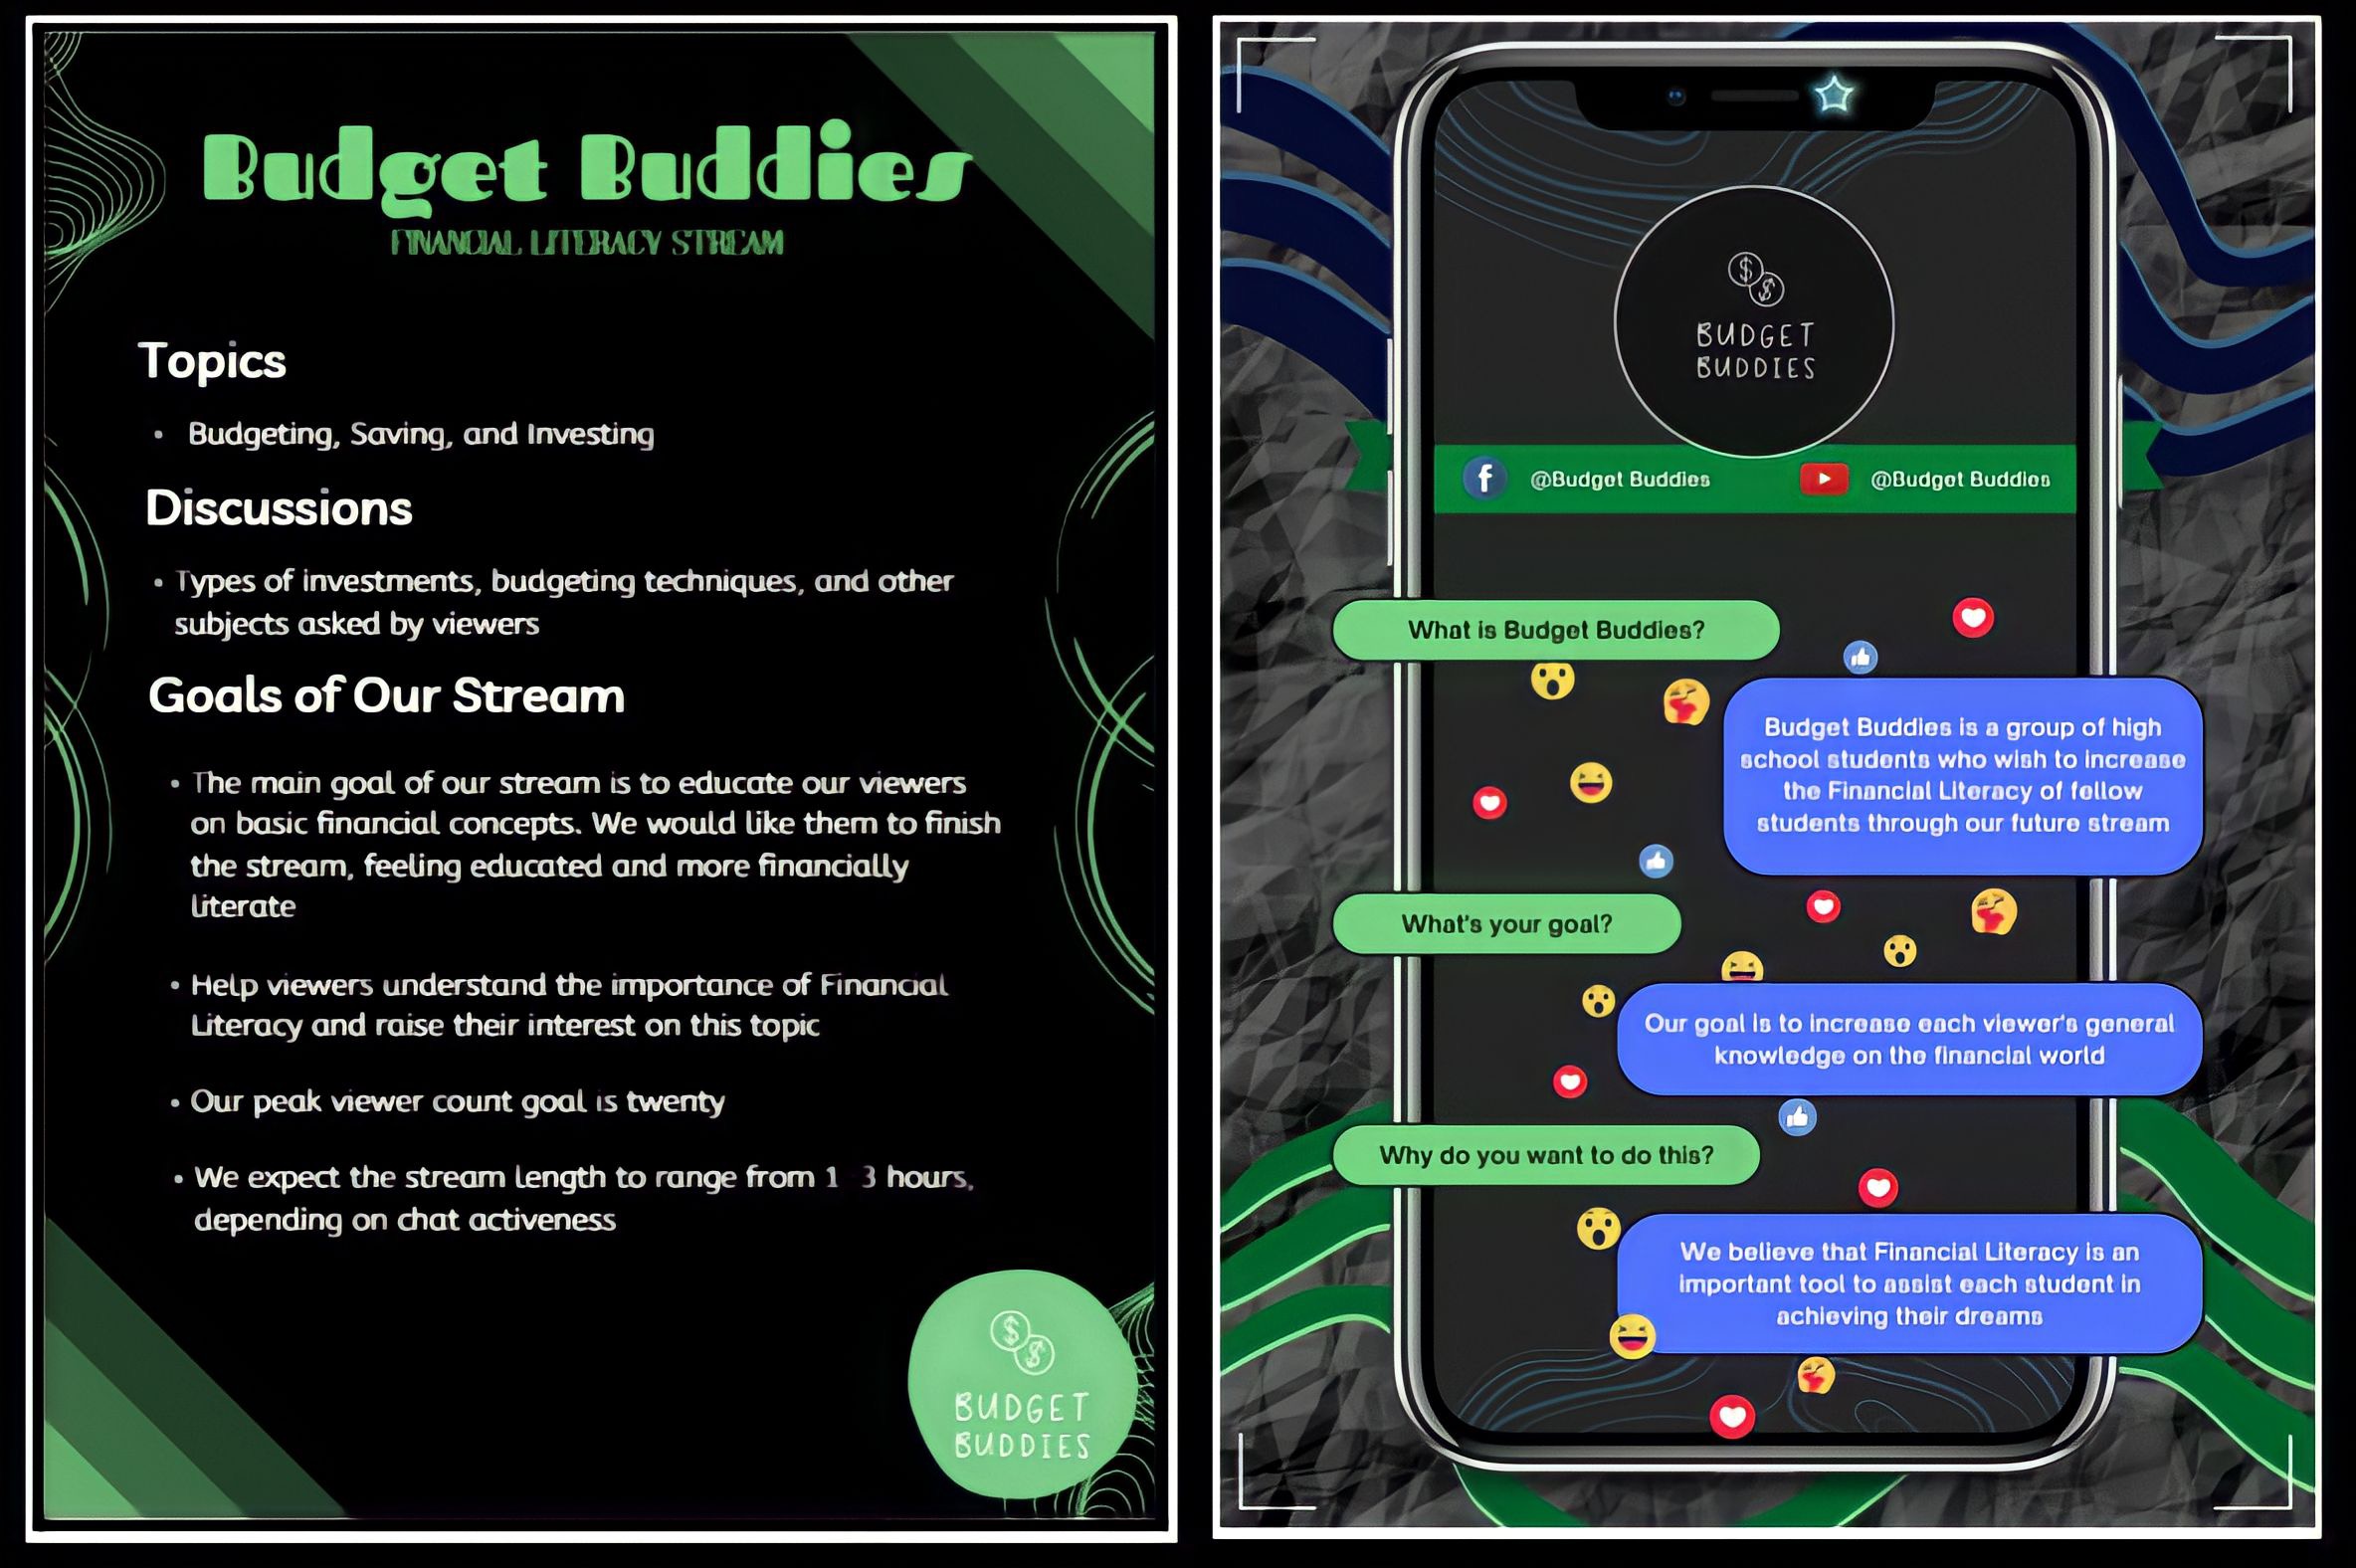 Budget Buddies
FINANCIAL LITERACY STREAM
Topics
• Budgeting, Saving, and Investing
Discussions
• Types of investments, budgeting techniques, and other
subjects asked by viewers
Goals of Our Stream
• The main goal of our stream is to educate our viewers
on basic financial concepts. We would like them to finish
the stream, feeling educated and more financially
literate
• Help viewers understand the importance of Financial
Literacy and raise their interest on this topic
• Our peak viewer count goal is twenty
• We expect the stream length to range from 1 3 hours,
depending on chat activeness
$ $
BUDGET
BUDDIES
$ $
BUDGET
BUDDIES
f @Budget Buddies @Budget Buddies
What is Budget Buddies?
Budget Buddies is a group of high
school students who wish to increase
the Financial Literacy of fellow
students through our future stream
What's your goal?
Our goal is to increase each viewer's general
knowledge on the financial world
Why do you want to do this?
We believe that Financial Literacy is an
important tool to assist each student in
achieving their dreams